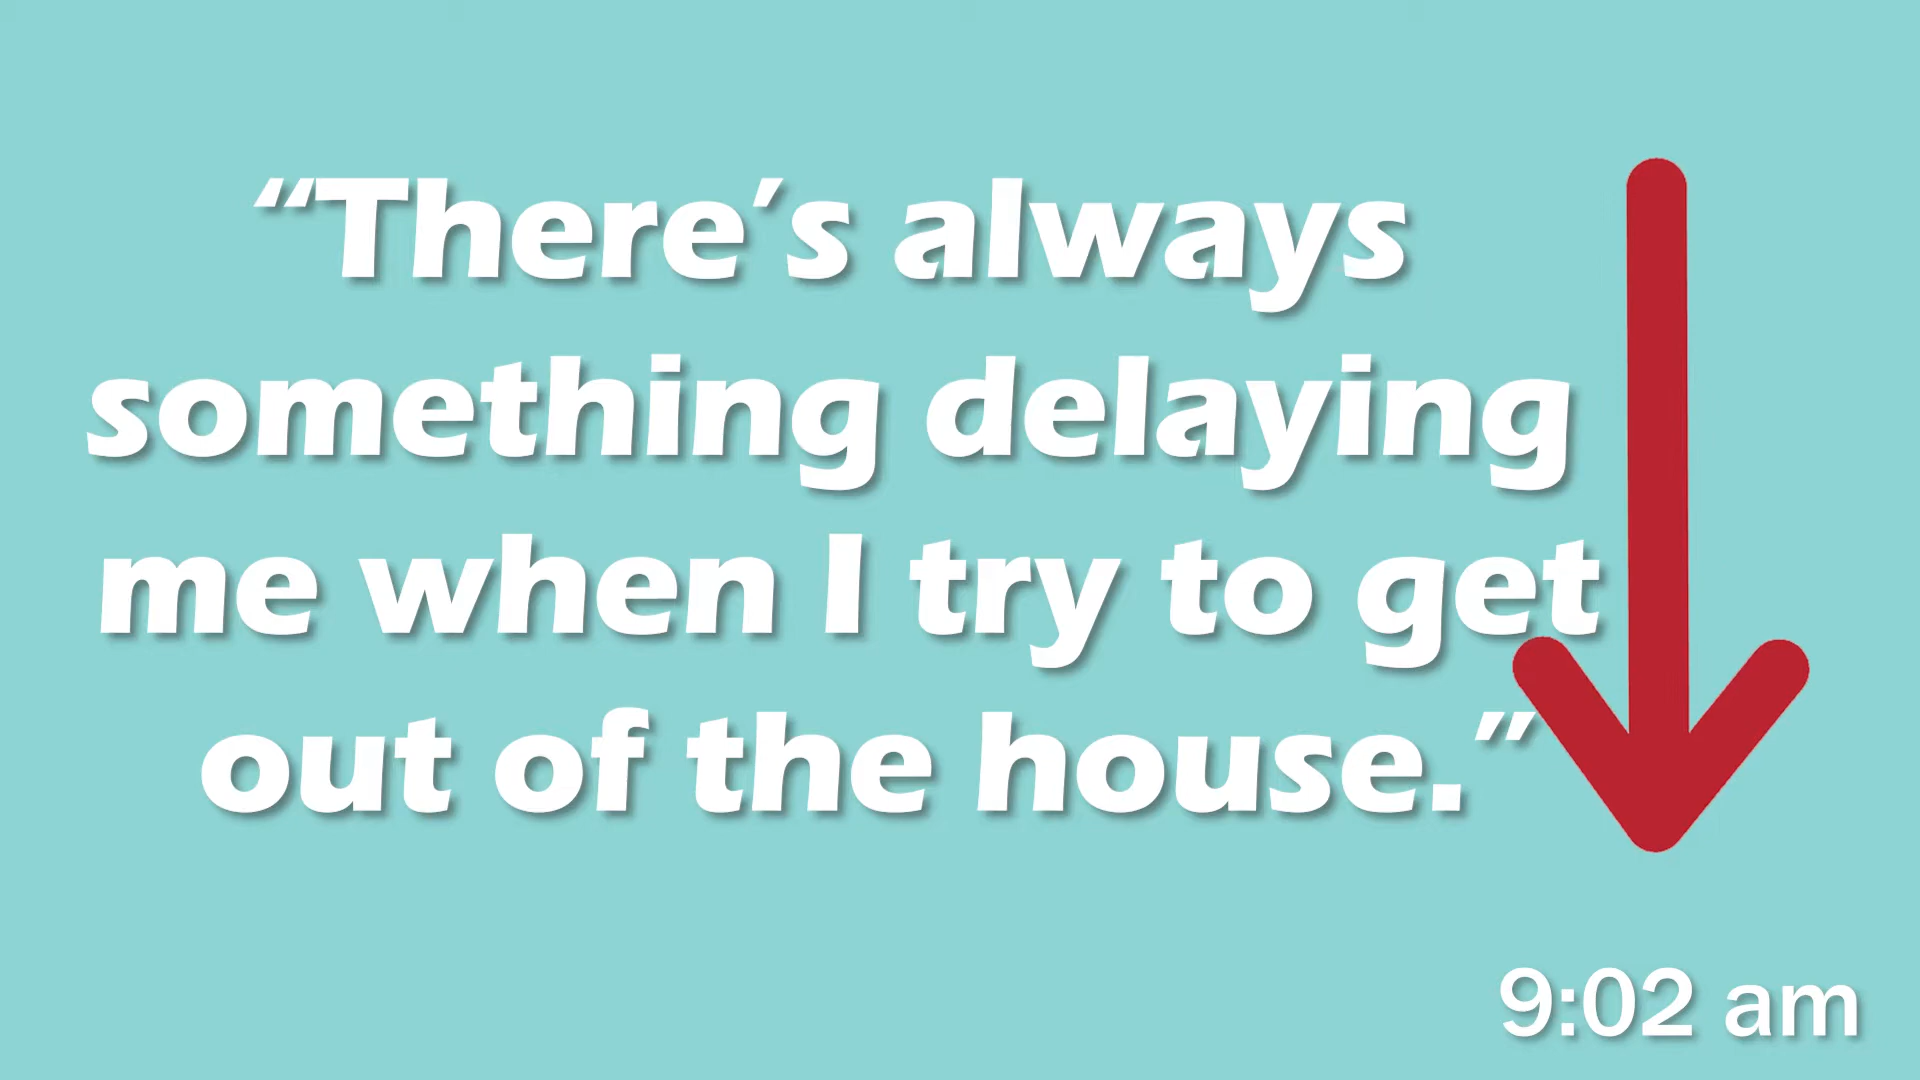 “There’s always
something delaying
me when I try to get
out of the house.”
9:02 am